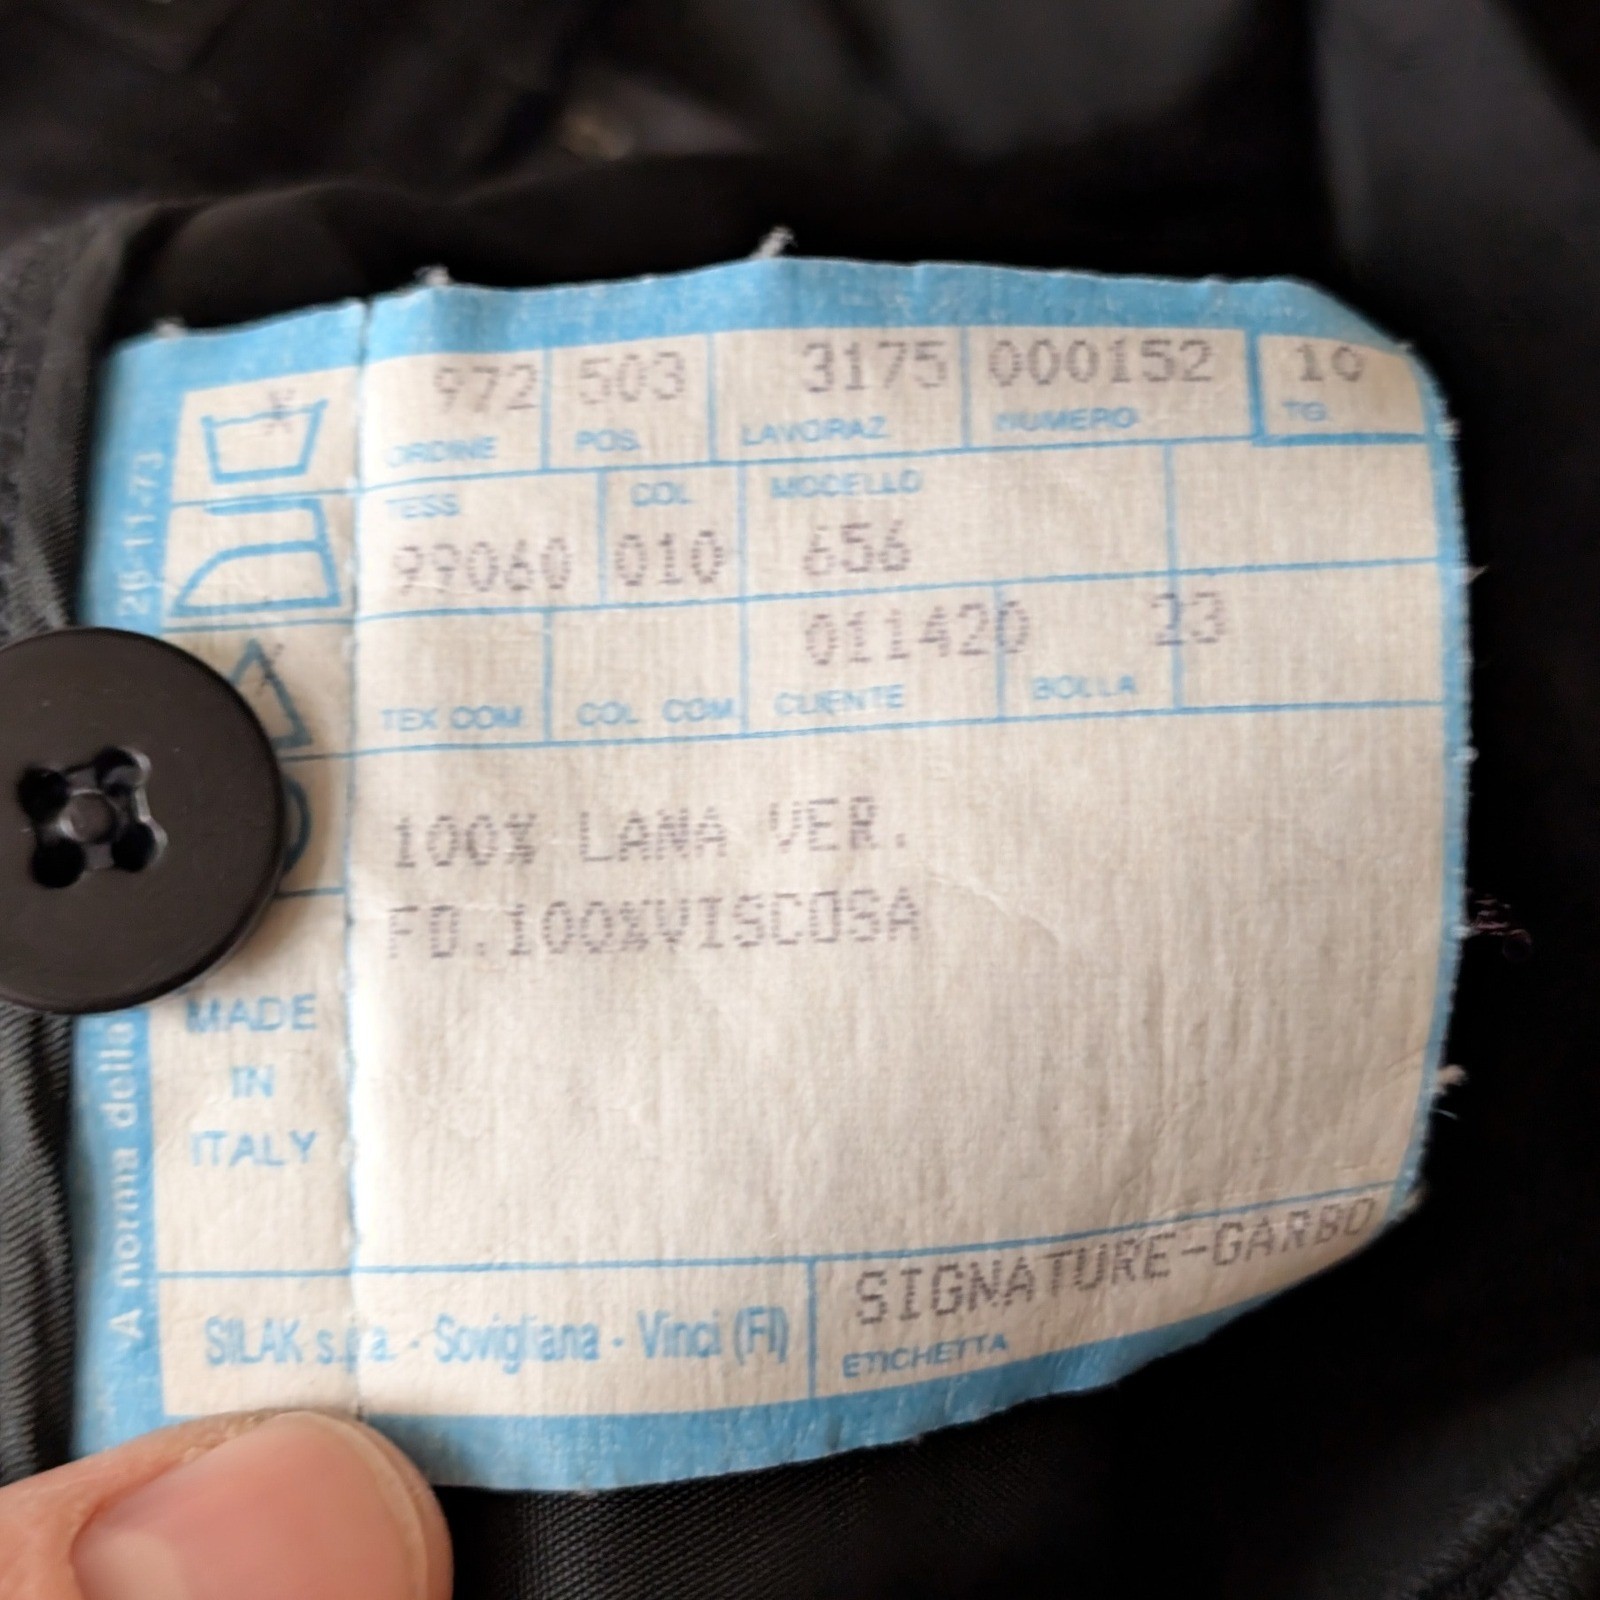 972 503 3175 000152 10
ORDINE POS. LAVORAZ NUMERO TG.
TESS COL MODELLO
99060 010 656
011420 23
TEX COM COL COM CLIENTE BOLLA
100% LANA VER.
FO.100%VISCOSA
MADE
IN
ITALY
SIGNATURE-GARBO
SILAK s.p.a. - Sovigliana - Vinci (FI)
ETICHETTA
A norma della
26-11-73